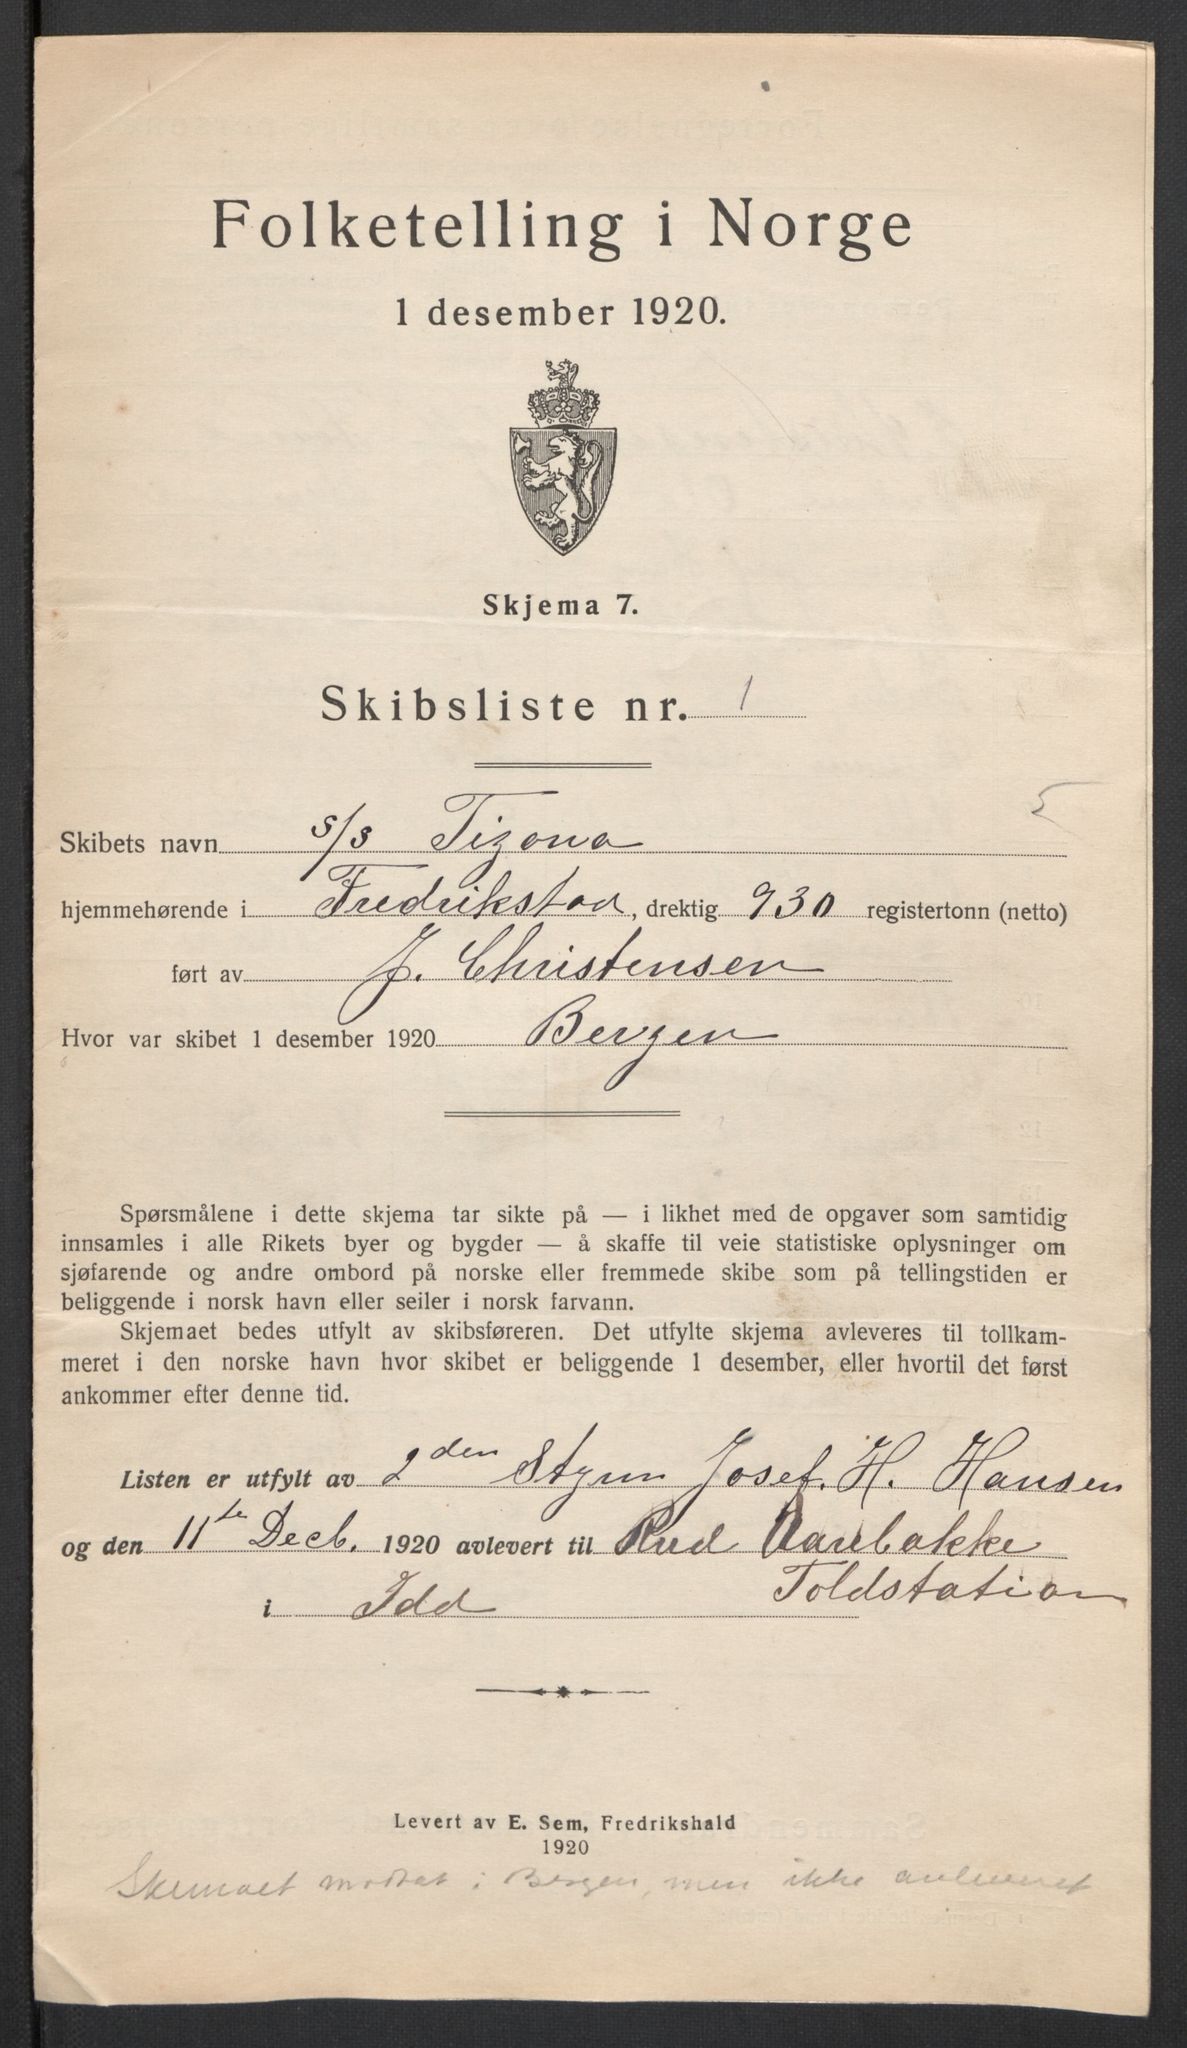 Folketelling i Norge
1 desember 1920.
Skjema 7.
Skibsliste nr. 1
5
Skibets navn s/s Tizona
hjemmehørende i Fredrikstad, drektig 930 registertonn (netto)
ført av J. Christensen
Hvor var skibet 1 desember 1920 Bergen
Spørsmålene i dette skjema tar sikte på — i likhet med de opgaver som samtidig
innsamles i alle Rikets byer og bygder — å skaffe til veie statistiske oplysninger om
sjøfarende og andre ombord på norske eller fremmede skibe som på tellingstiden er
beliggende i norsk havn eller seiler i norsk farvann.
Skjemaet bedes utfylt av skibsføreren. Det utfylte skjema avleveres til tollkam-
meret i den norske havn hvor skibet er beliggende 1 desember, eller hvortil det først
ankommer efter denne tid.
Listen er utfylt av 2den Styrm Josef. H. Hansen
og den 11te Decb. 1920 avlevert til Rød Aarebakke
i Idd Toldstation
Levert av E. Sem, Fredrikshald
1920
Skemaet modtat i Bergen, men ikke avleveret